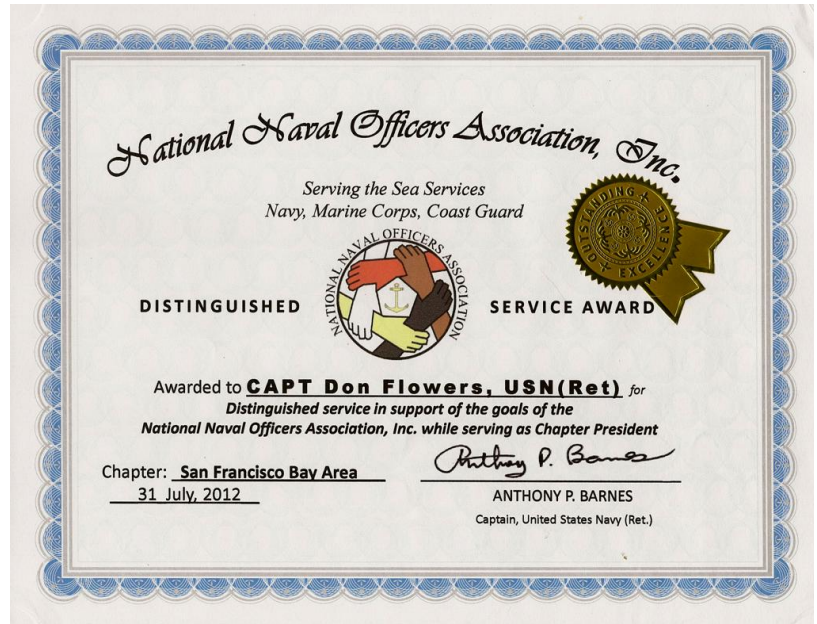 National Naval Officers Association, Inc.
Serving the Sea Services
Navy, Marine Corps, Coast Guard
OUTSTANDING
EXCELLENCE
NATIONAL NAVAL OFFICERS ASSOCIATION
DISTINGUISHED SERVICE AWARD
Awarded to CAPT Don Flowers, USN(Ret) for
Distinguished service in support of the goals of the
National Naval Officers Association, Inc. while serving as Chapter President
Anthony P. Barnes
Chapter: San Francisco Bay Area
31 July, 2012
ANTHONY P. BARNES
Captain, United States Navy (Ret.)